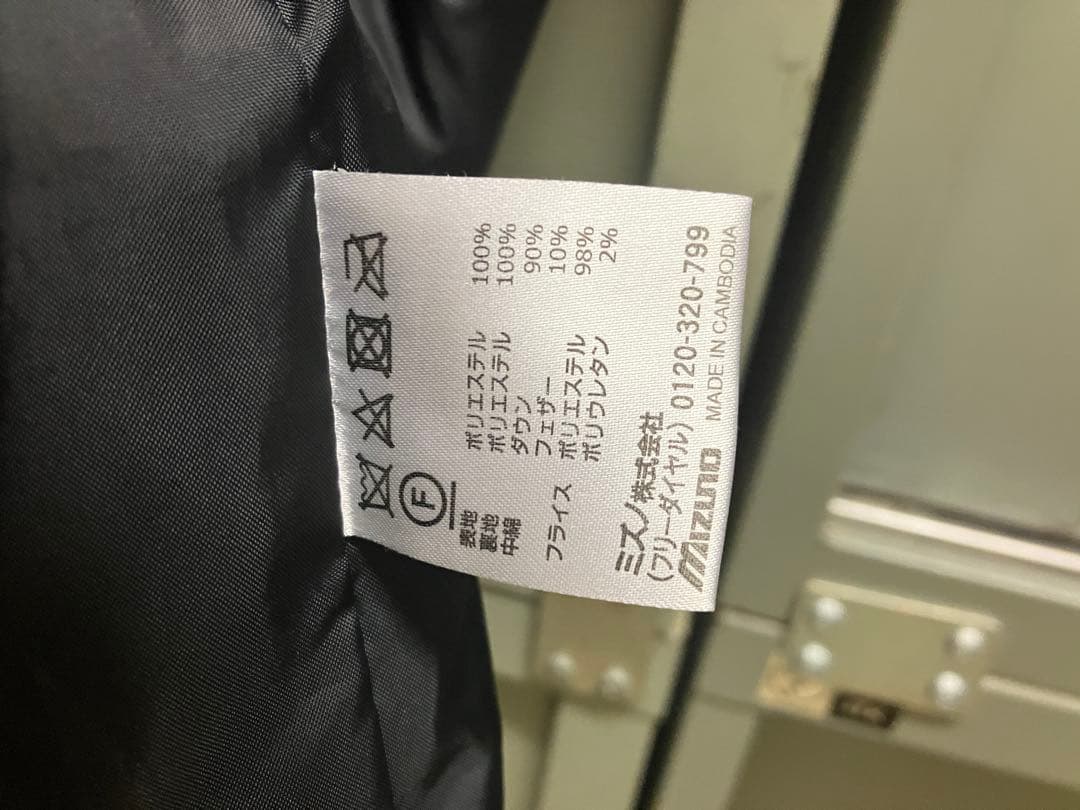 F
表地 ポリエステル 100%
裏地 ポリエステル 100%
中綿 ダウン 90%
フェザー 10%
フライス ポリエステル 98%
ポリウレタン 2%
ミズノ株式会社
(フリーダイヤル) 0120-320-799
MIZUNO MADE IN CAMBODIA